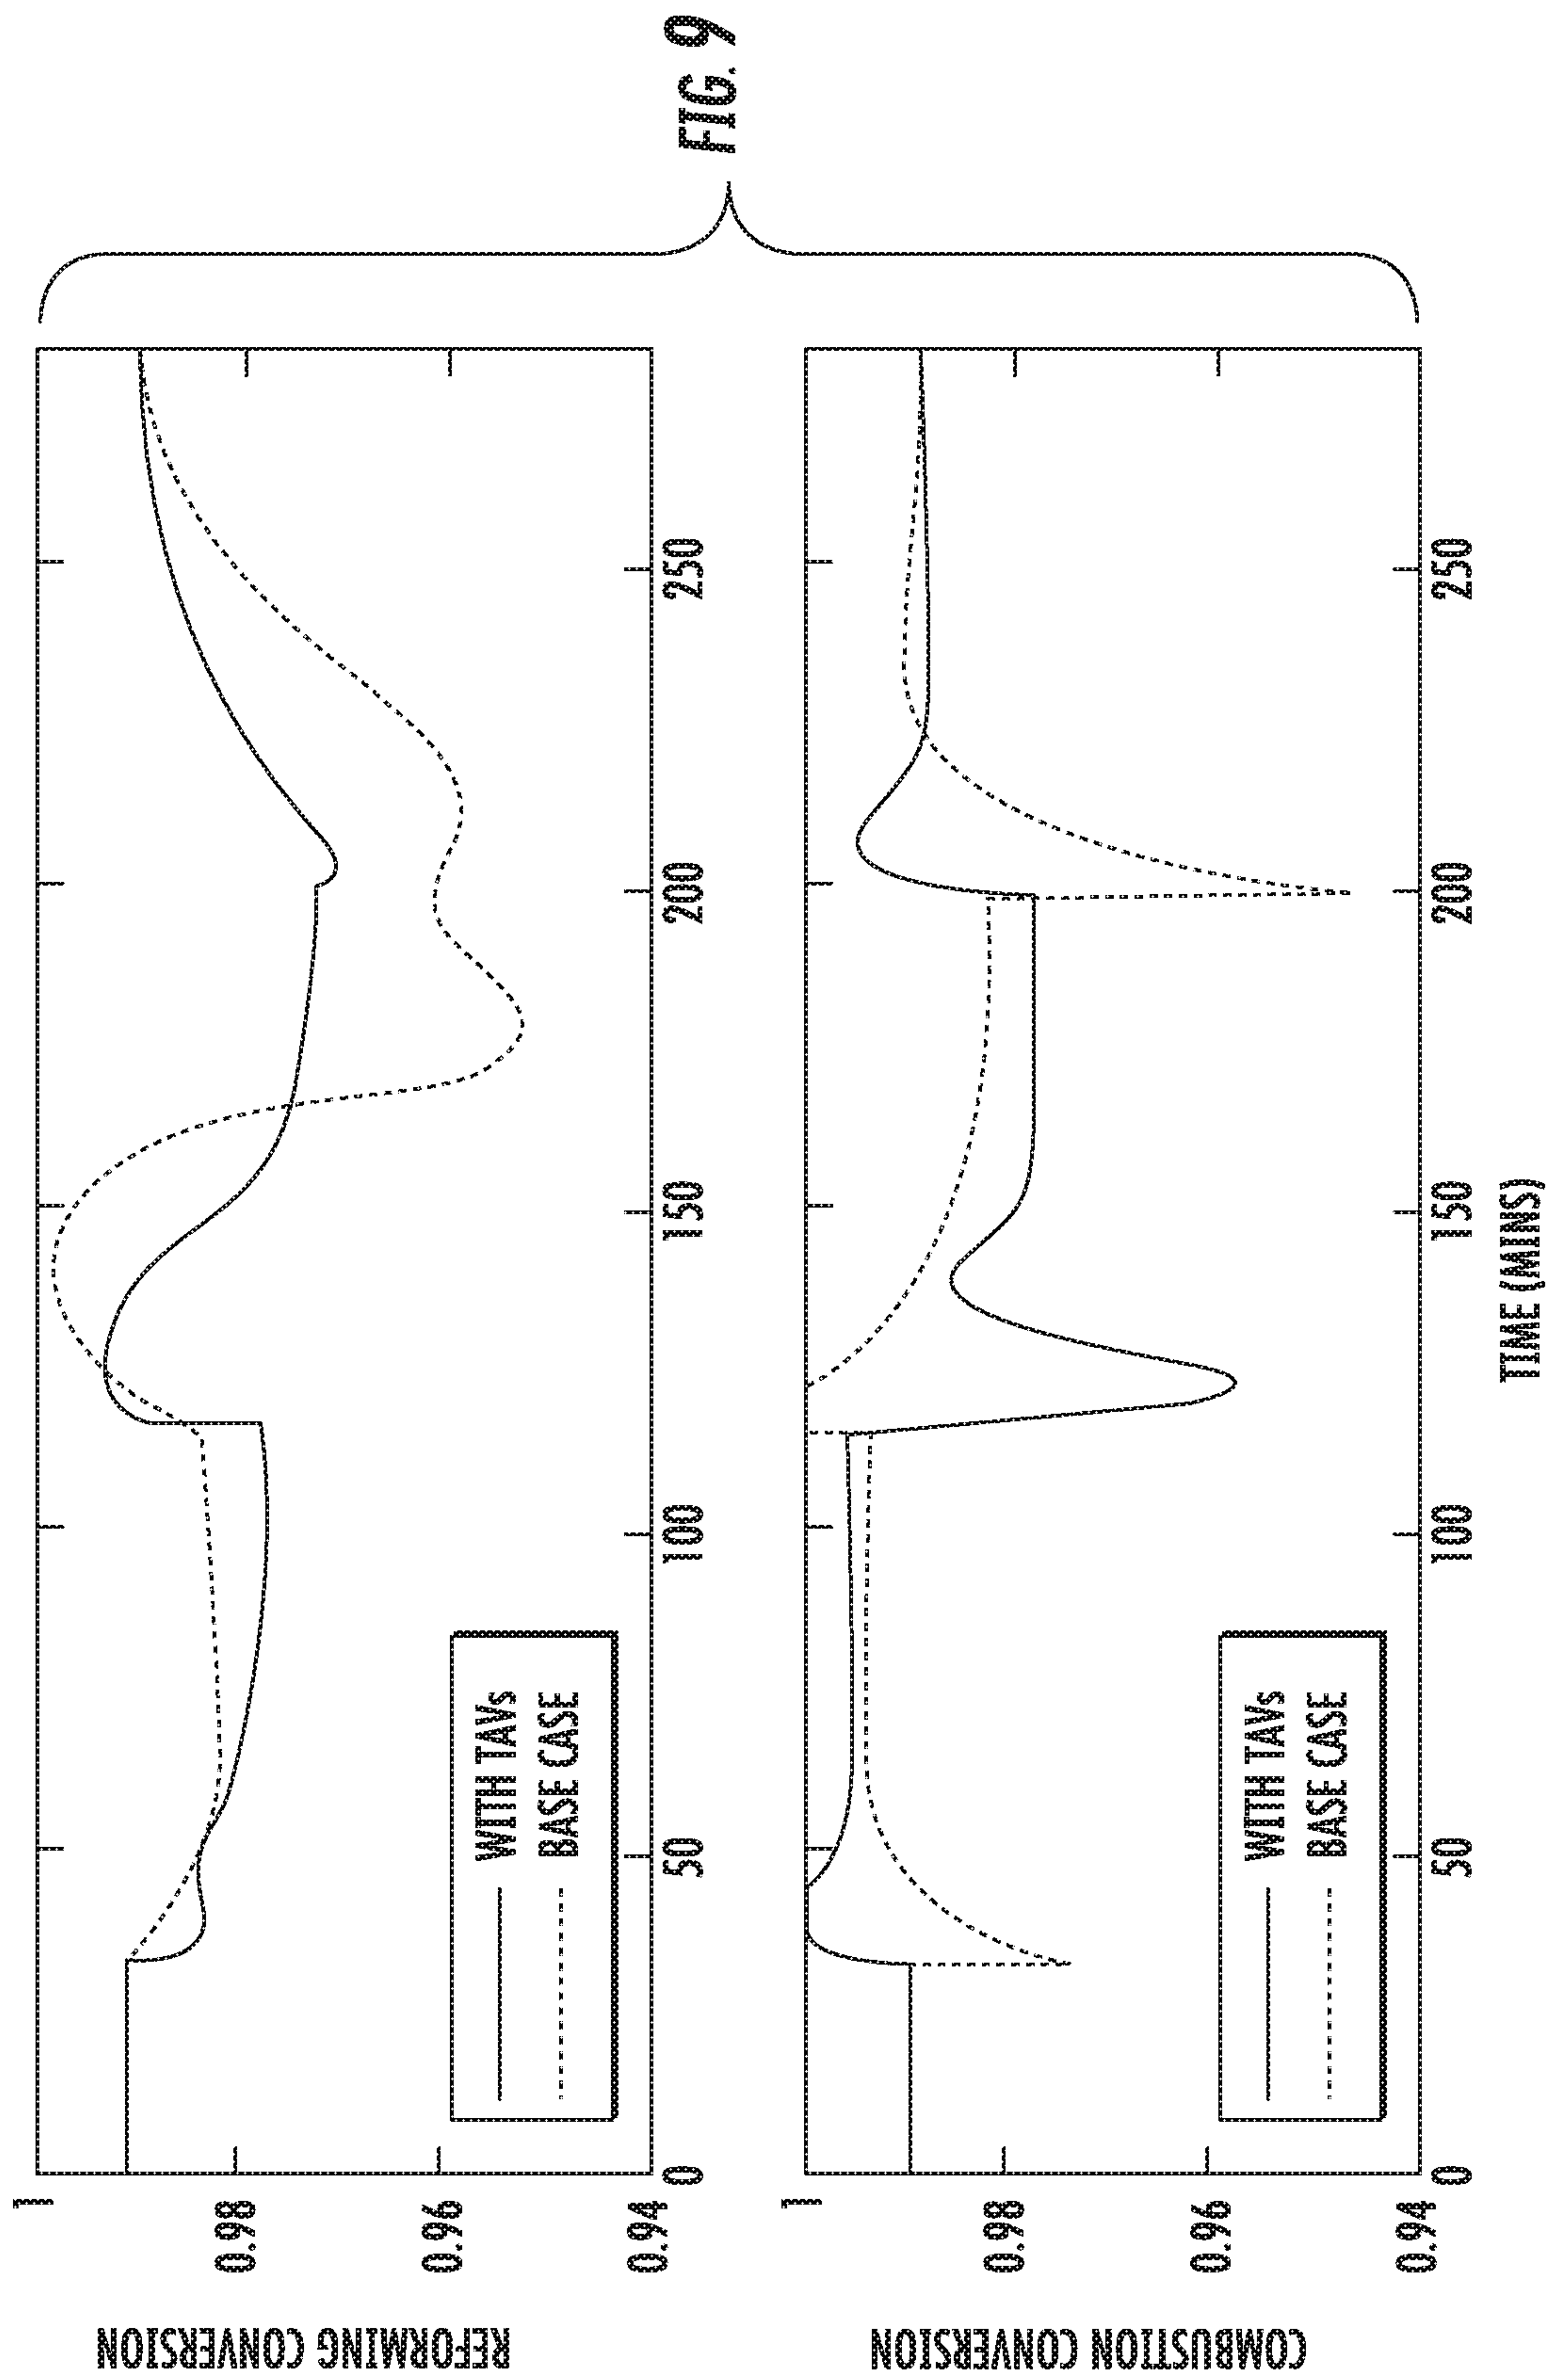 REFORMING CONVERSION
1
0.98
0.96
0.94
0
50
100
150
200
250
WITH TAVs
BASE CASE
COMBUSTION CONVERSION
1
0.98
0.96
0.94
0
50
100
150
200
250
WITH TAVs
BASE CASE
TIME (MINS)
FIG. 9